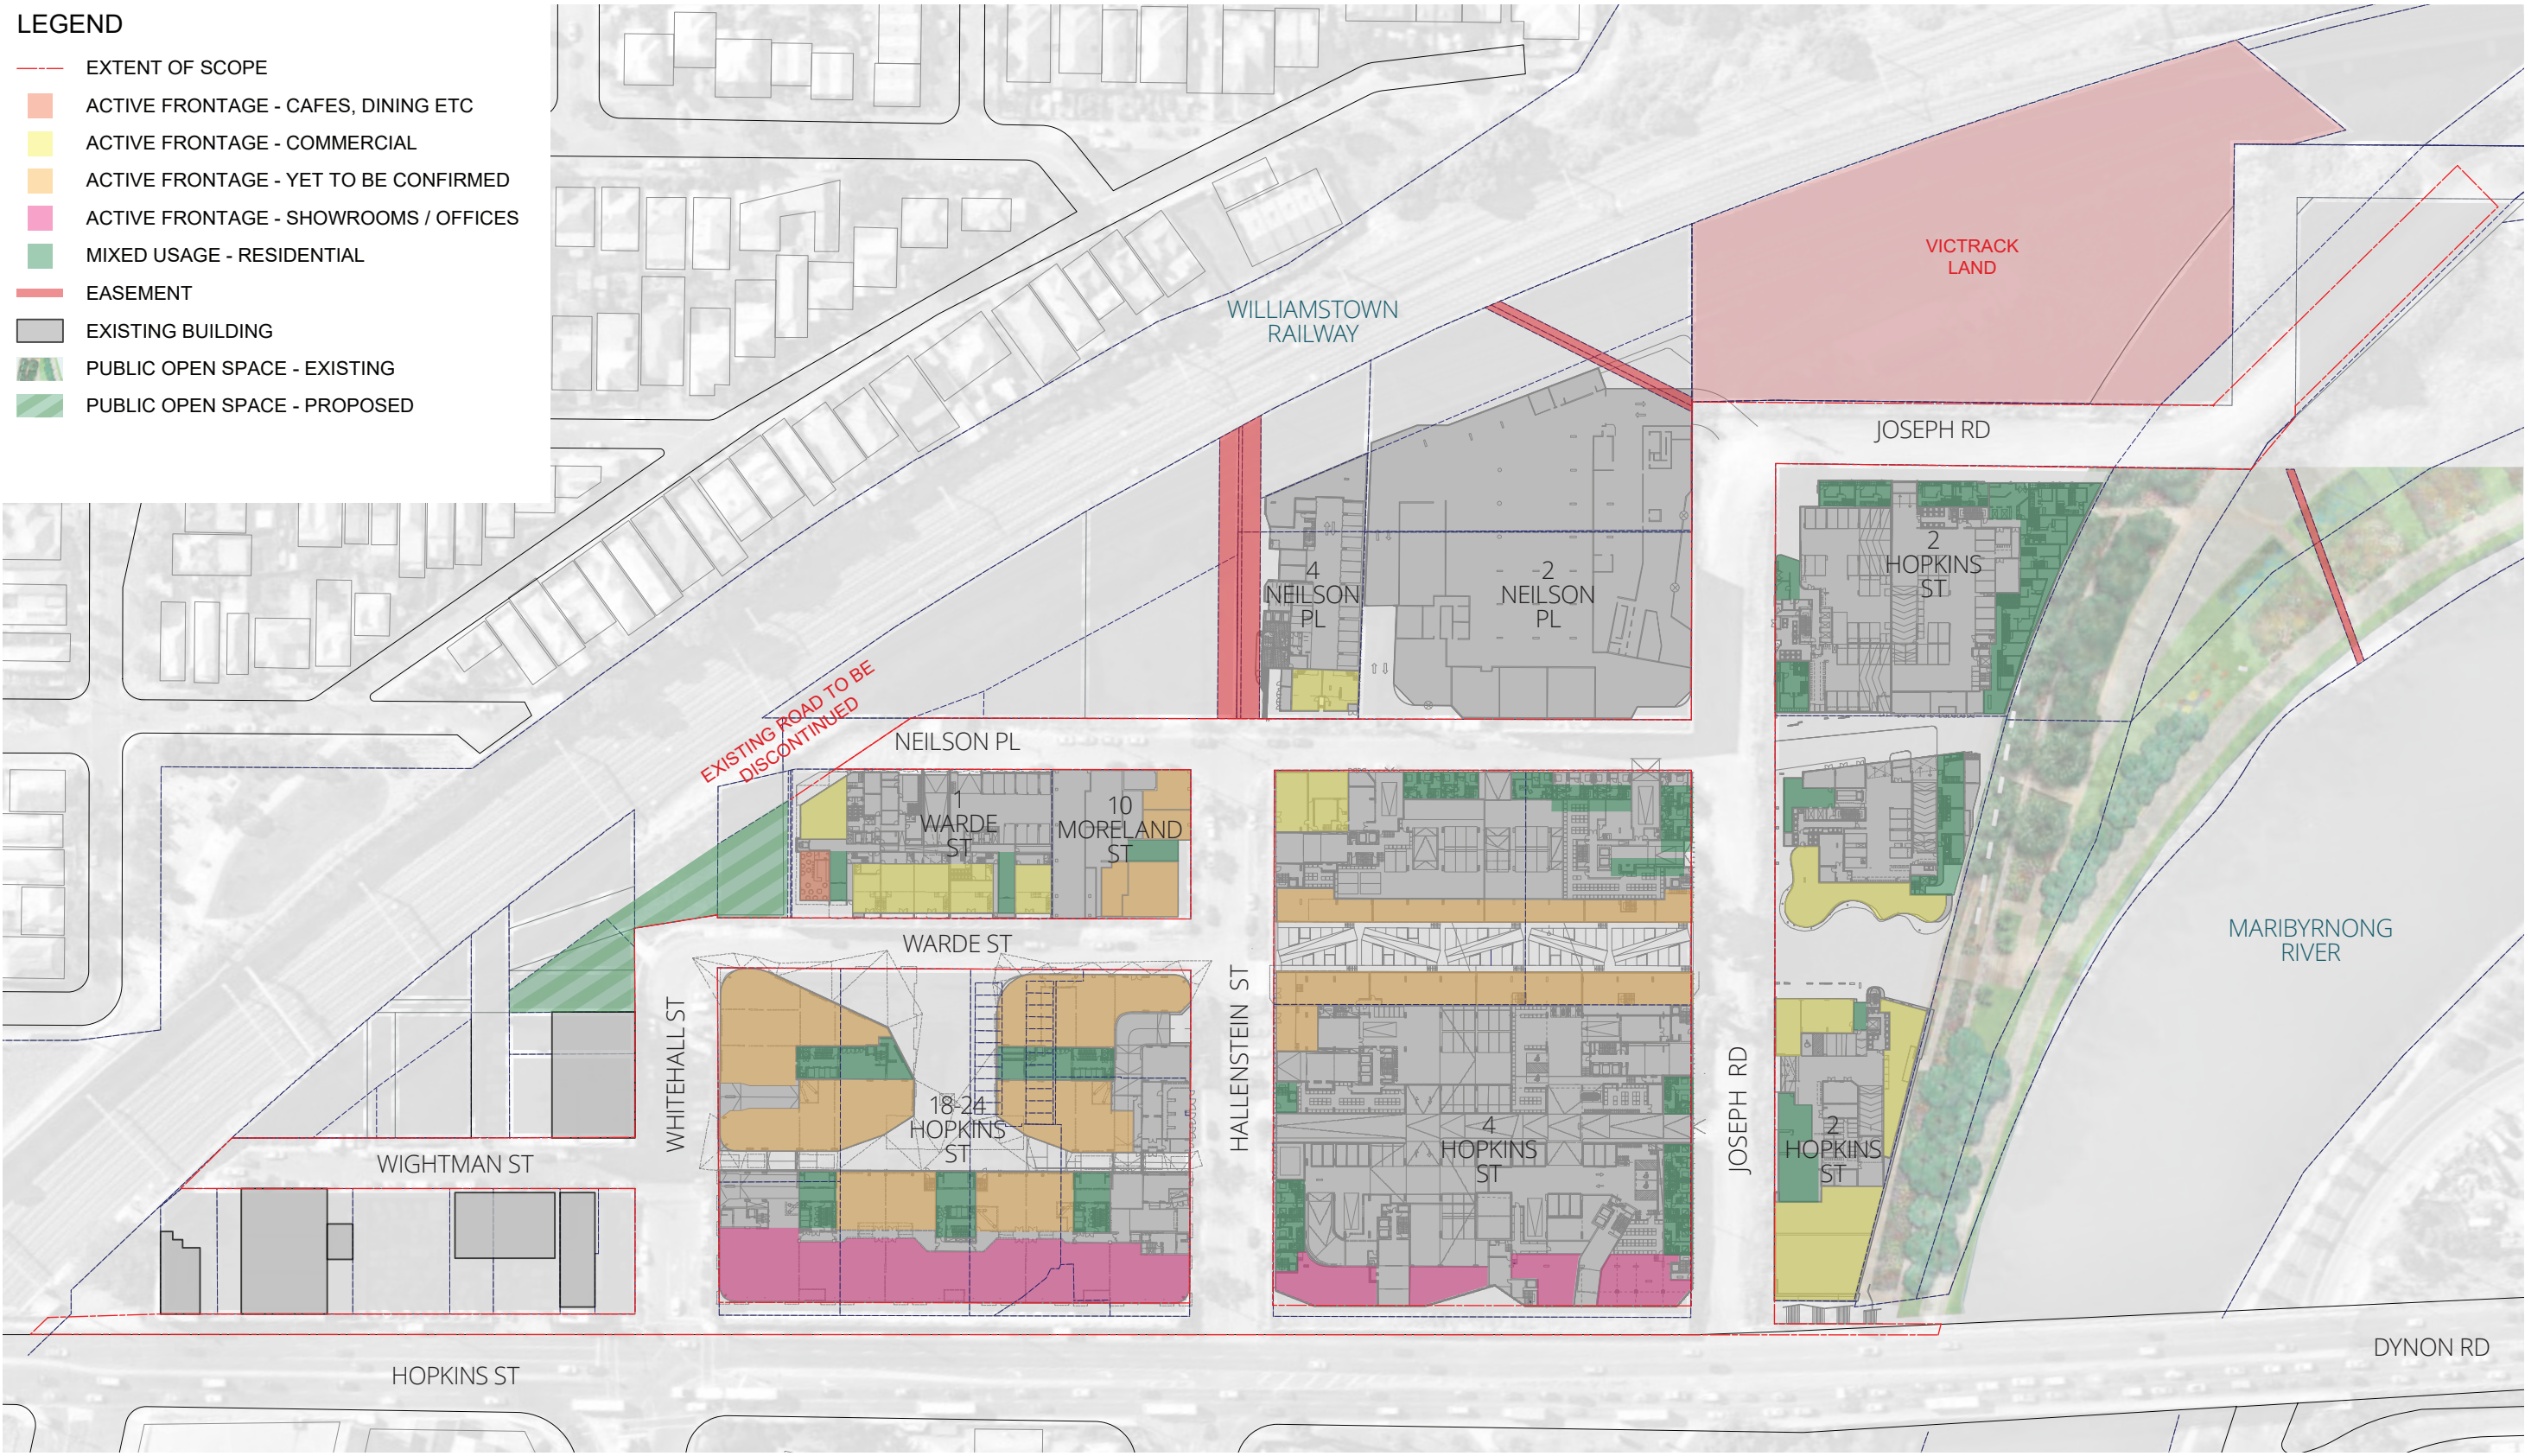 LEGEND
EXTENT OF SCOPE
ACTIVE FRONTAGE - CAFES, DINING ETC
ACTIVE FRONTAGE - COMMERCIAL
ACTIVE FRONTAGE - YET TO BE CONFIRMED
ACTIVE FRONTAGE - SHOWROOMS / OFFICES
MIXED USAGE - RESIDENTIAL
EASEMENT
EXISTING BUILDING
PUBLIC OPEN SPACE - EXISTING
PUBLIC OPEN SPACE - PROPOSED
VICTRACK
LAND
WILLIAMSTOWN
RAILWAY
JOSEPH RD
2
HOPKINS
ST
4
NEILSON
PL
2
NEILSON
PL
EXISTING ROAD TO BE
DISCONTINUED
NEILSON PL
1
WARDE
ST
10
MORELAND
ST
WARDE ST
MARIBYRNONG
RIVER
WHITEHALL ST
HALLENSTEIN ST
JOSEPH RD
18-24
HOPKINS
ST
4
HOPKINS
ST
2
HOPKINS
ST
WIGHTMAN ST
HOPKINS ST
DYNON RD